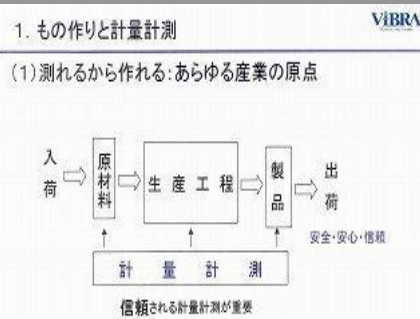 1. もの作りと計量計測
ViBRA
(1)測れるから作れる:あらゆる産業の原点
入荷
原材料
生産工程
製品
出荷
安全・安心・信頼
計量計測
信頼される計量計測が重要